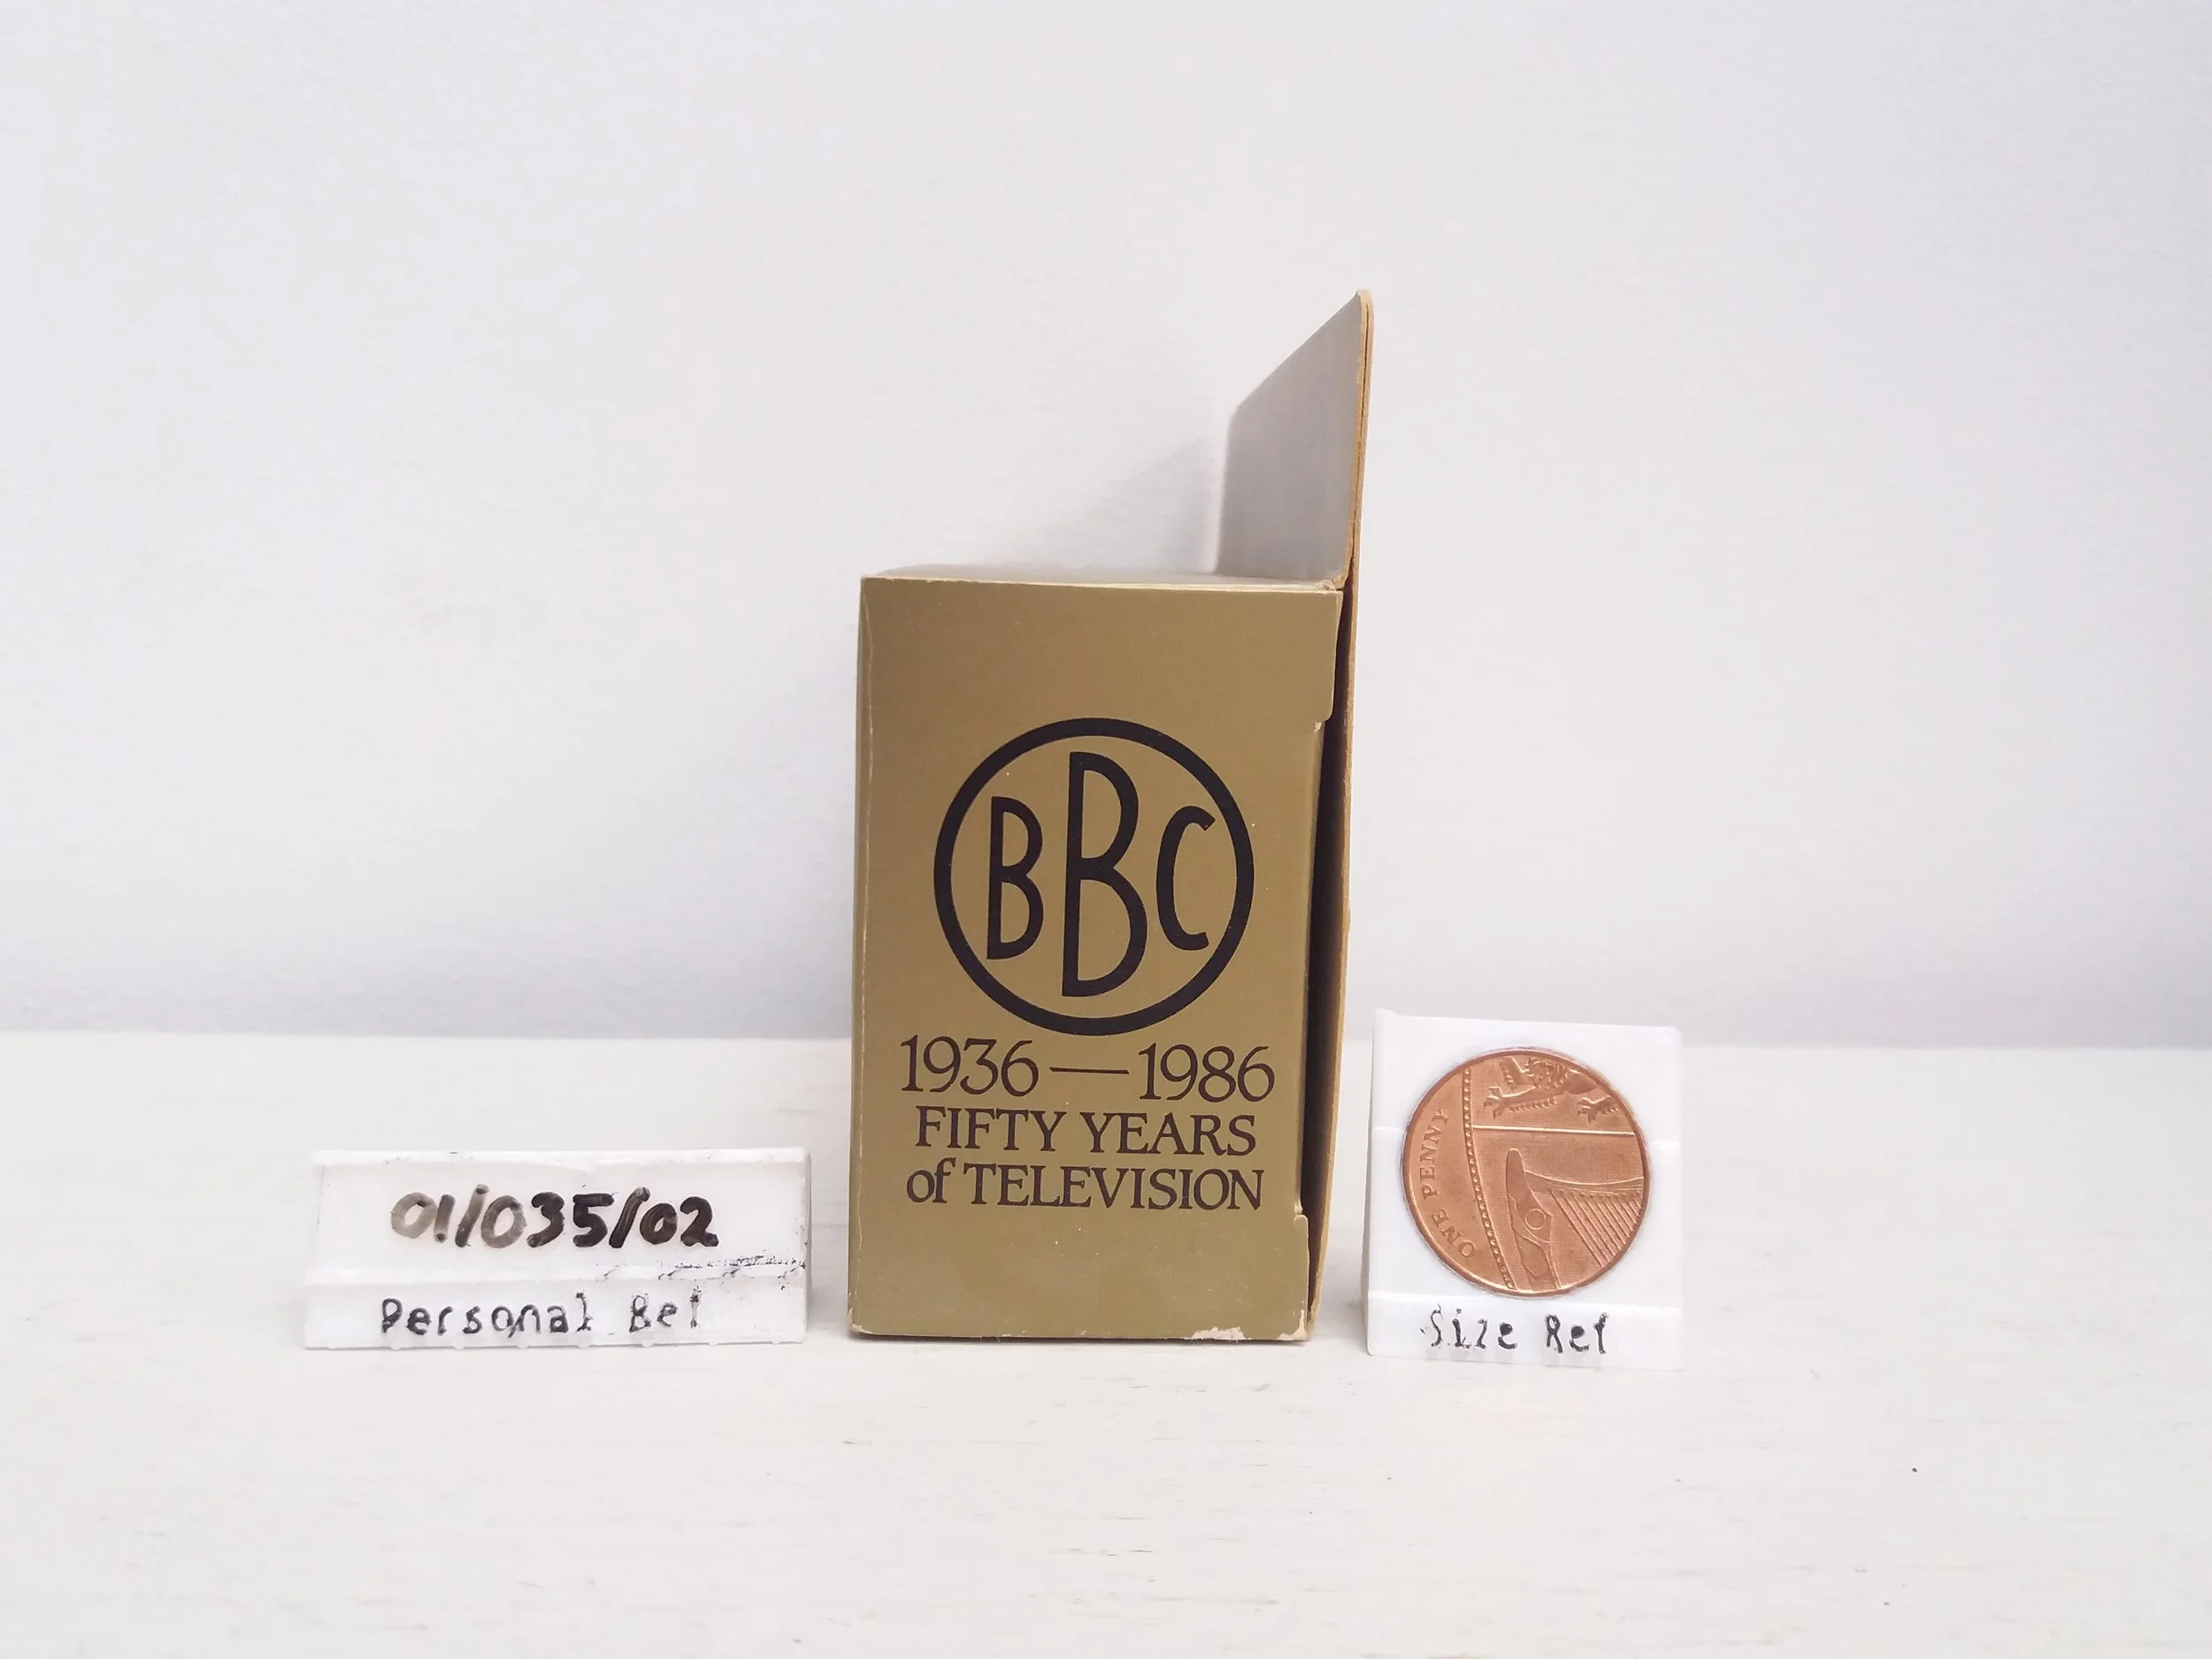 BBC
1936—1986
FIFTY YEARS
of TELEVISION
01/035/02
Personal Ref
ONE PENNY
Size Ref